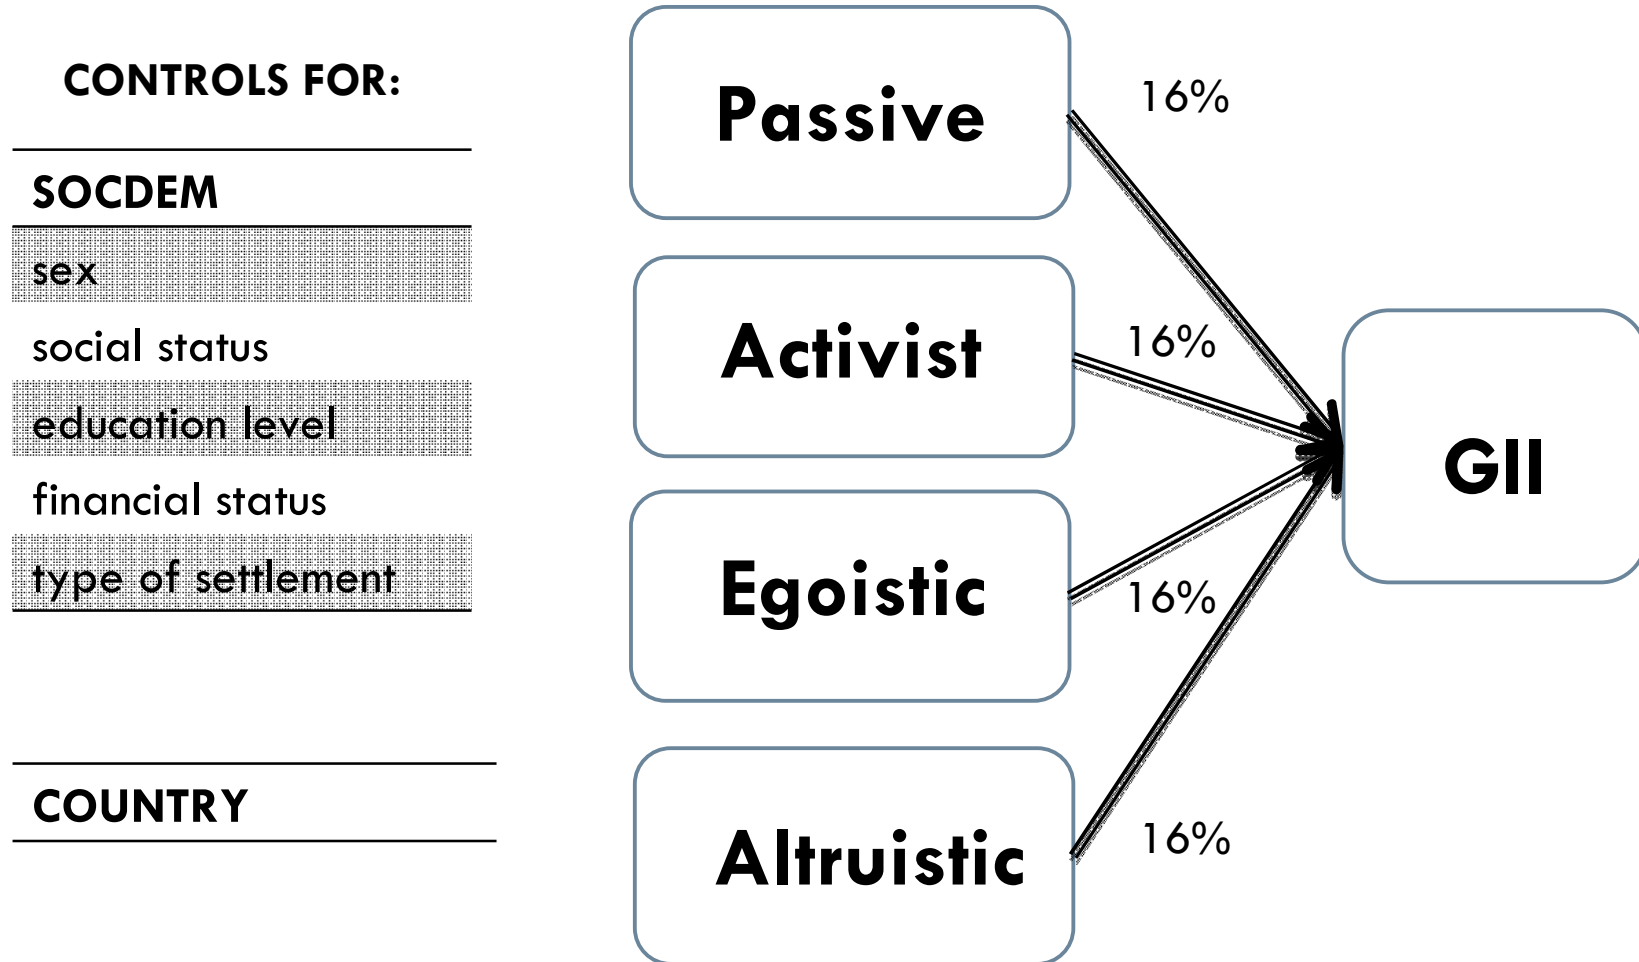 CONTROLS FOR:
SOCDEM
sex
social status
education level
financial status
type of settlement
COUNTRY
Passive
16%
Activist
16%
Egoistic
16%
Altruistic
16%
GII